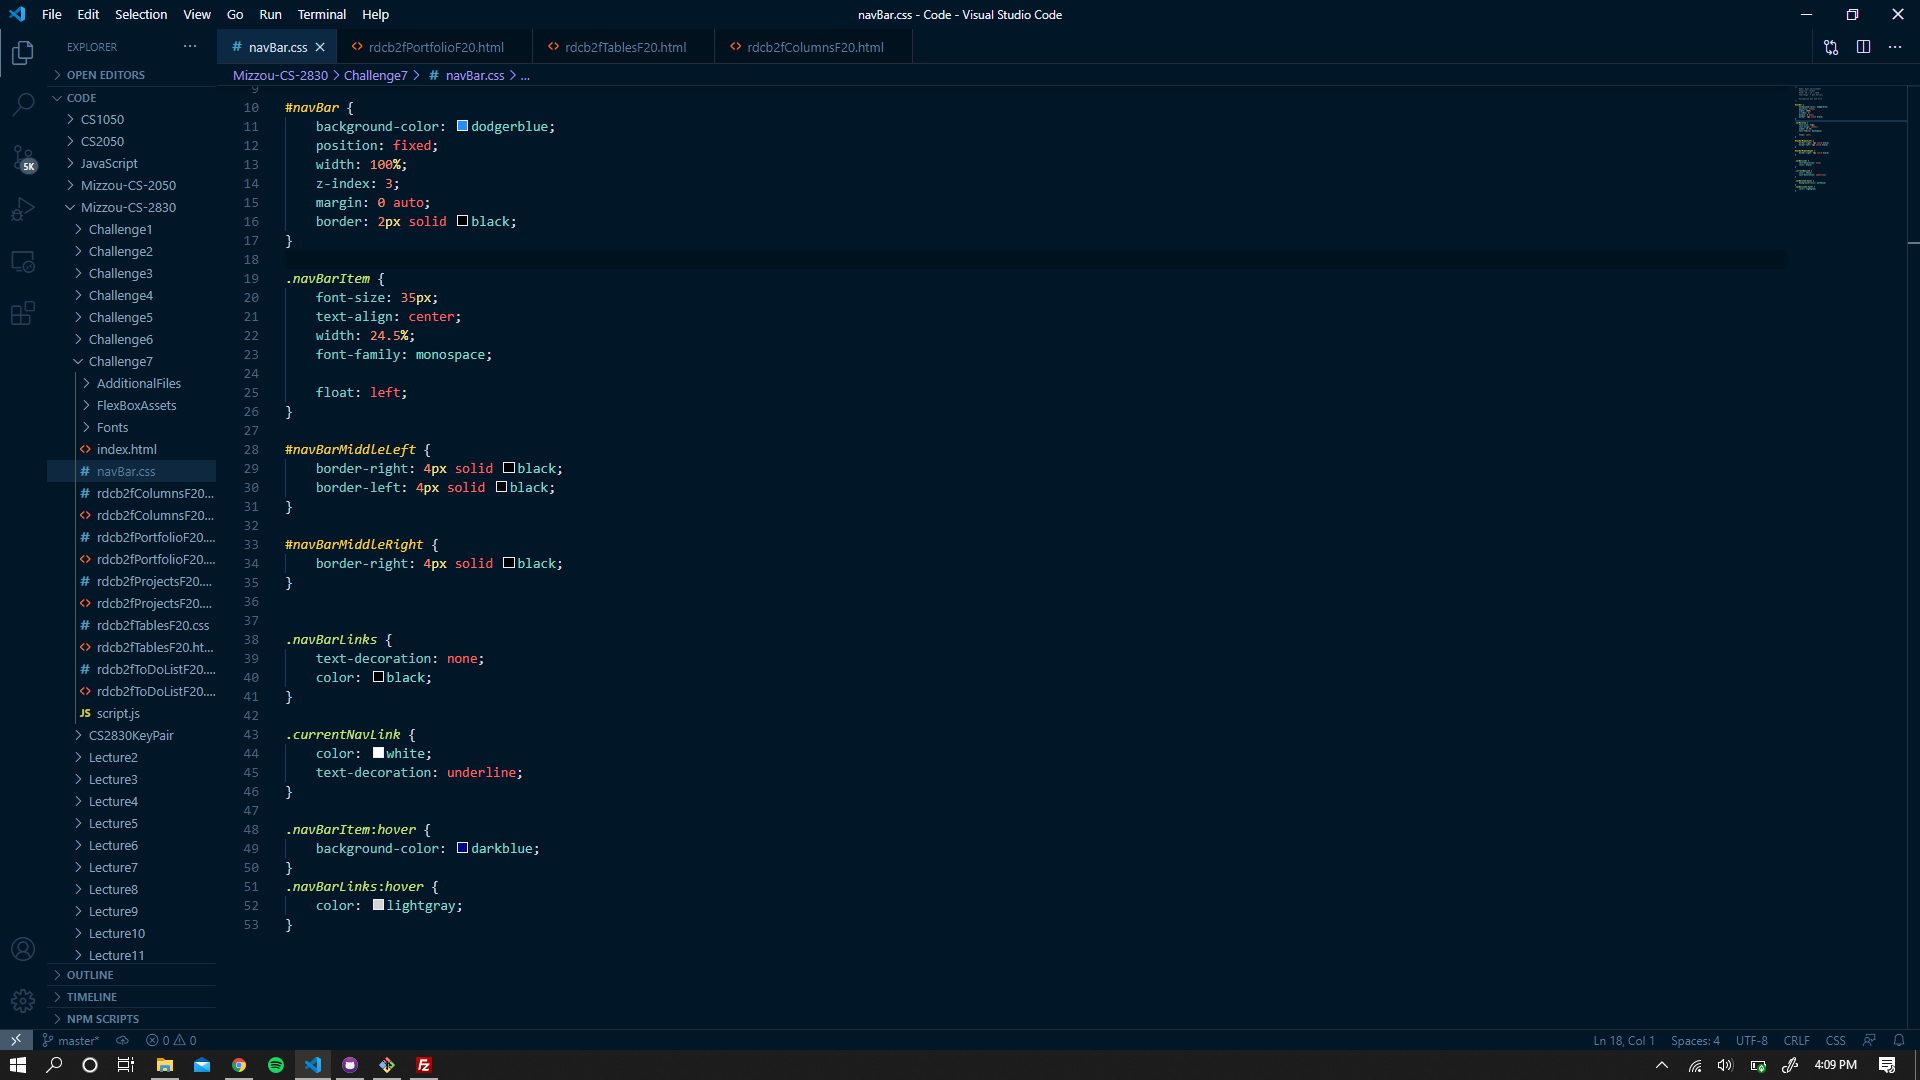 File Edit Selection View Go Run Terminal Help
navBar.css - Code - Visual Studio Code
EXPLORER
# navBar.css
<> rdcb2fPortfolioF20.html
<> rdcb2fTablesF20.html
<> rdcb2fColumnsF20.html
Mizzou-CS-2830 > Challenge7 > # navBar.css > ...
OPEN EDITORS
CODE
CS1050
CS2050
JavaScript
Mizzou-CS-2050
Mizzou-CS-2830
Challenge1
Challenge2
Challenge3
Challenge4
Challenge5
Challenge6
Challenge7
AdditionalFiles
FlexBoxAssets
Fonts
<> index.html
# navBar.css
# rdcb2fColumnsF20...
<> rdcb2fColumnsF20...
# rdcb2fPortfolioF20....
<> rdcb2fPortfolioF20....
# rdcb2fProjectsF20....
<> rdcb2fProjectsF20....
# rdcb2fTablesF20.css
<> rdcb2fTablesF20.ht...
# rdcb2fToDoListF20....
<> rdcb2fToDoListF20....
JS script.js
CS2830KeyPair
Lecture2
Lecture3
Lecture4
Lecture5
Lecture6
Lecture7
Lecture8
Lecture9
Lecture10
Lecture11
OUTLINE
TIMELINE
NPM SCRIPTS
5K
9
10 #navBar {
11 background-color: dodgerblue;
12 position: fixed;
13 width: 100%;
14 z-index: 3;
15 margin: 0 auto;
16 border: 2px solid black;
17 }
18
19 .navBarItem {
20 font-size: 35px;
21 text-align: center;
22 width: 24.5%;
23 font-family: monospace;
24
25 float: left;
26 }
27
28 #navBarMiddleLeft {
29 border-right: 4px solid black;
30 border-left: 4px solid black;
31 }
32
33 #navBarMiddleRight {
34 border-right: 4px solid black;
35 }
36
37
38 .navBarLinks {
39 text-decoration: none;
40 color: black;
41 }
42
43 .currentNavLink {
44 color: white;
45 text-decoration: underline;
46 }
47
48 .navBarItem:hover {
49 background-color: darkblue;
50 }
51 .navBarLinks:hover {
52 color: lightgray;
53 }
master* 0 0
Ln 18, Col 1 Spaces: 4 UTF-8 CRLF CSS
Fz
4:09 PM